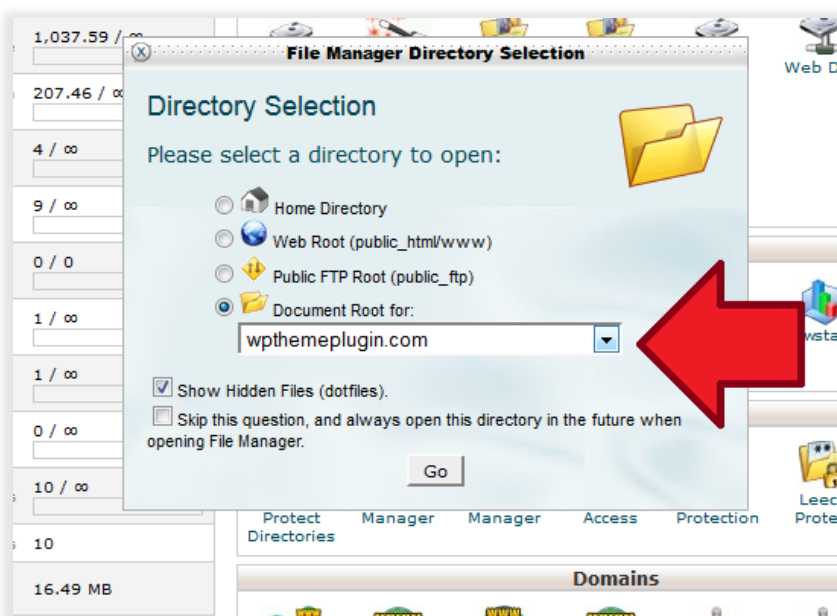 1,037.59 /
File Manager Directory Selection
Web
207.46 / ∞
Directory Selection
4 / ∞
Please select a directory to open:
9 / ∞
Home Directory
Web Root (public_html/www)
0 / 0
Public FTP Root (public_ftp)
Document Root for:
1 / ∞
wpthemeplugin.com
1 / ∞
Show Hidden Files (dotfiles).
0 / ∞
Skip this question, and always open this directory in the future when
opening File Manager.
Go
10 / ∞
Protect
Directories
Manager
Manager
Access
Protection
10
16.49 MB
Domains